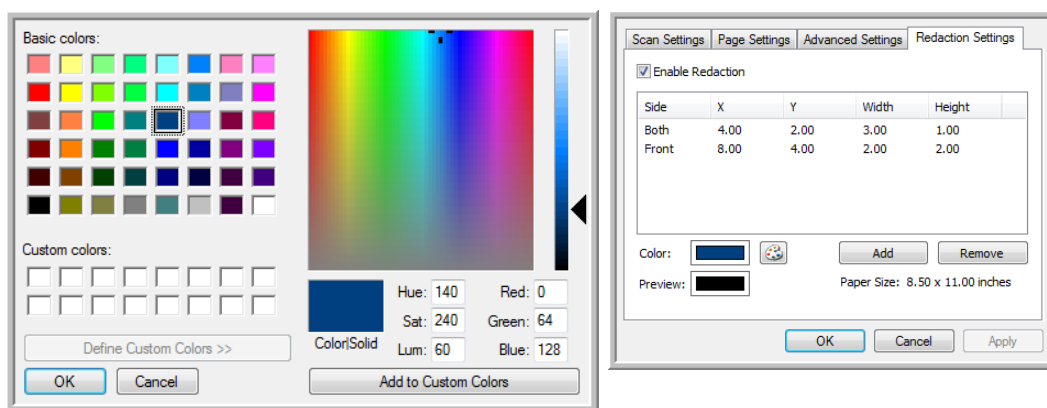 Basic colors:
Custom colors:
Define Custom Colors >>
OK Cancel
Color|Solid
Hue: 140 Red: 0
Sat: 240 Green: 64
Lum: 60 Blue: 128
Add to Custom Colors
Scan Settings Page Settings Advanced Settings Redaction Settings
Enable Redaction
Side X Y Width Height
Both 4.00 2.00 3.00 1.00
Front 8.00 4.00 2.00 2.00
Color: Add Remove
Preview: Paper Size: 8.50 x 11.00 inches
OK Cancel Apply